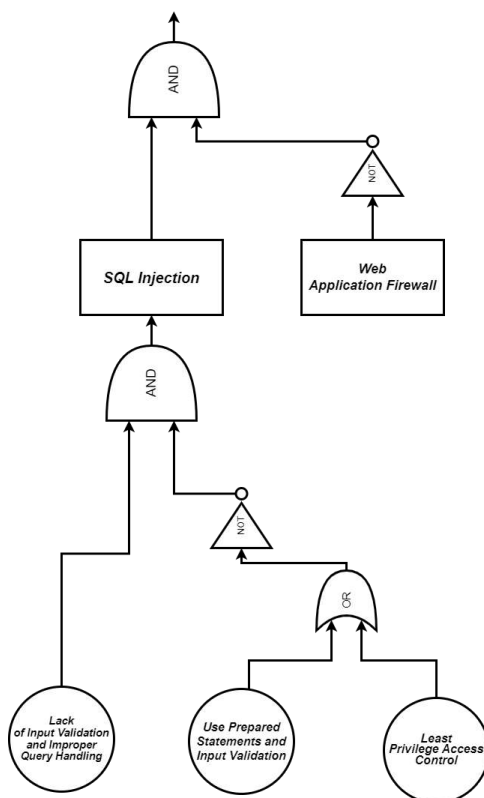 AND
NOT
SQL Injection
Web
Application Firewall
AND
NOT
OR
Lack
of Input Validation
and Improper
Query Handling
Use Prepared
Statements and
Input Validation
Least
Privilege Access
Control